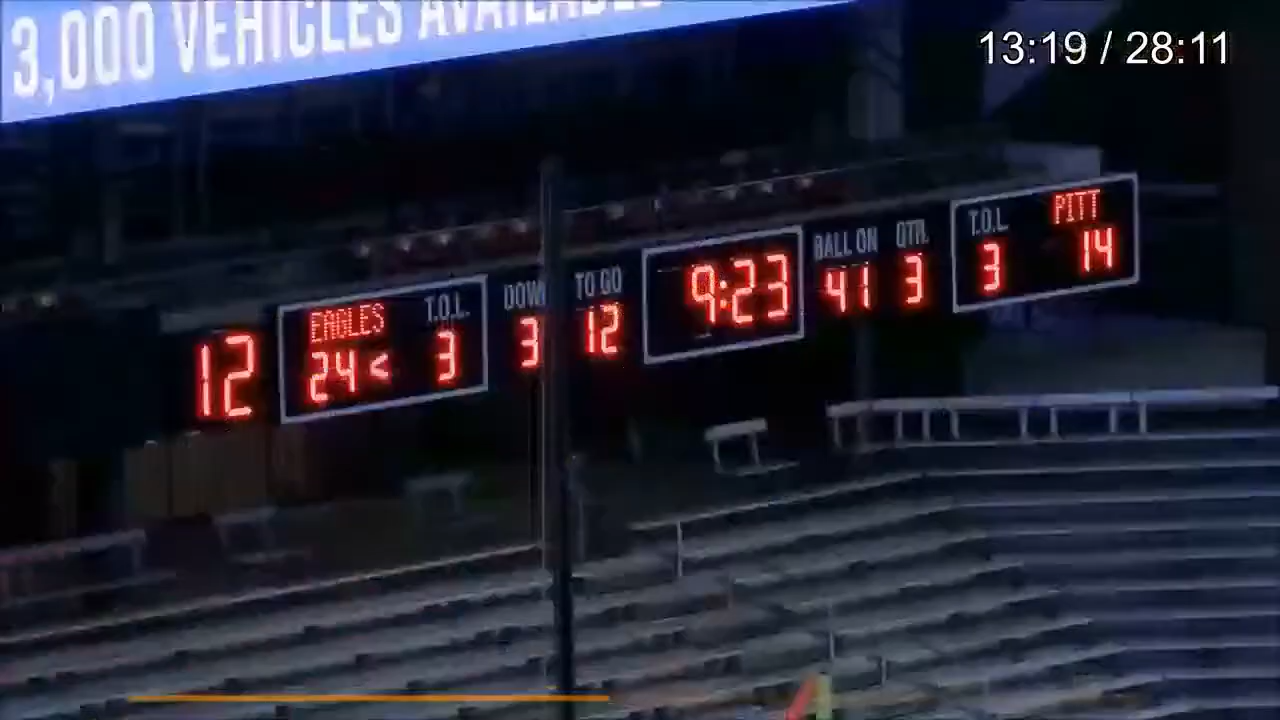 3,000 VEHICLES AVAILABLE
13:19 / 28:11
PITT
T.O.L.
3 14
BALL ON QTR.
41 3
9:23
TO GO
12
DOWN
3
EAGLES T.O.L.
24< 3
12